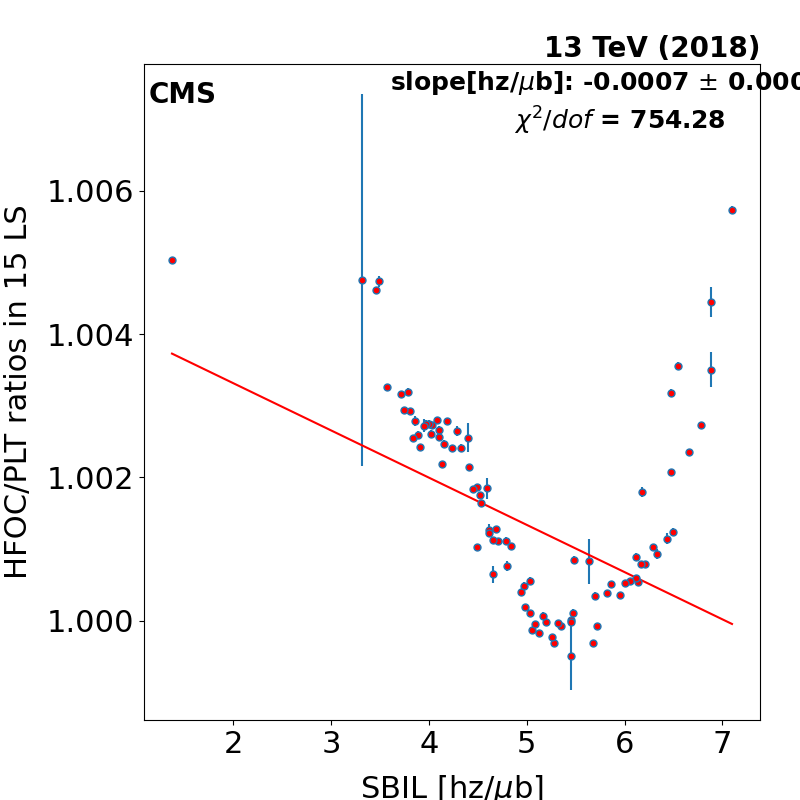 13 TeV (2018)
CMS
slope[hz/μb]: -0.0007 ± 0.000
χ²/dof = 754.28
HFOC/PLT ratios in 15 LS
1.006
1.004
1.002
1.000
2 3 4 5 6 7
SBIL [hz/μb]